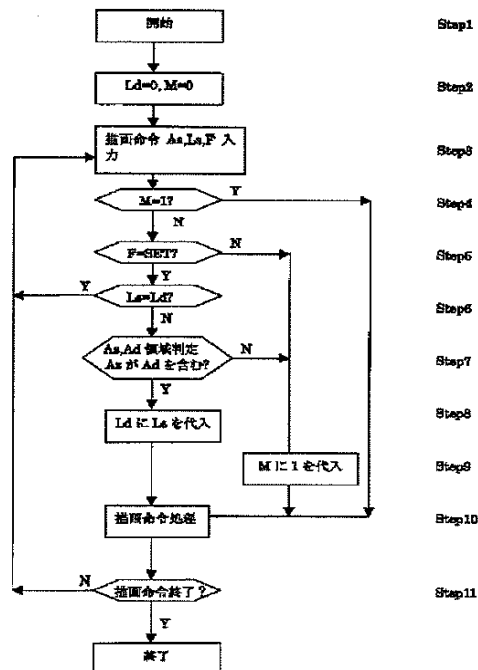 開始 Step1
Ld=0, M=0 Step2
描画命令 As,Ls,F 入
力 Step3
M=1? Y Step4
N
F=SET? N Step5
Y
Y Ls=Ld? Step6
N
As,Ad 領域判定 N Step7
As が Ad を含む?
Y
Ld に Ls を代入 Step8
M に 1 を代入 Step9
描画命令処理 Step10
N 描画命令終了? Step11
Y
終了